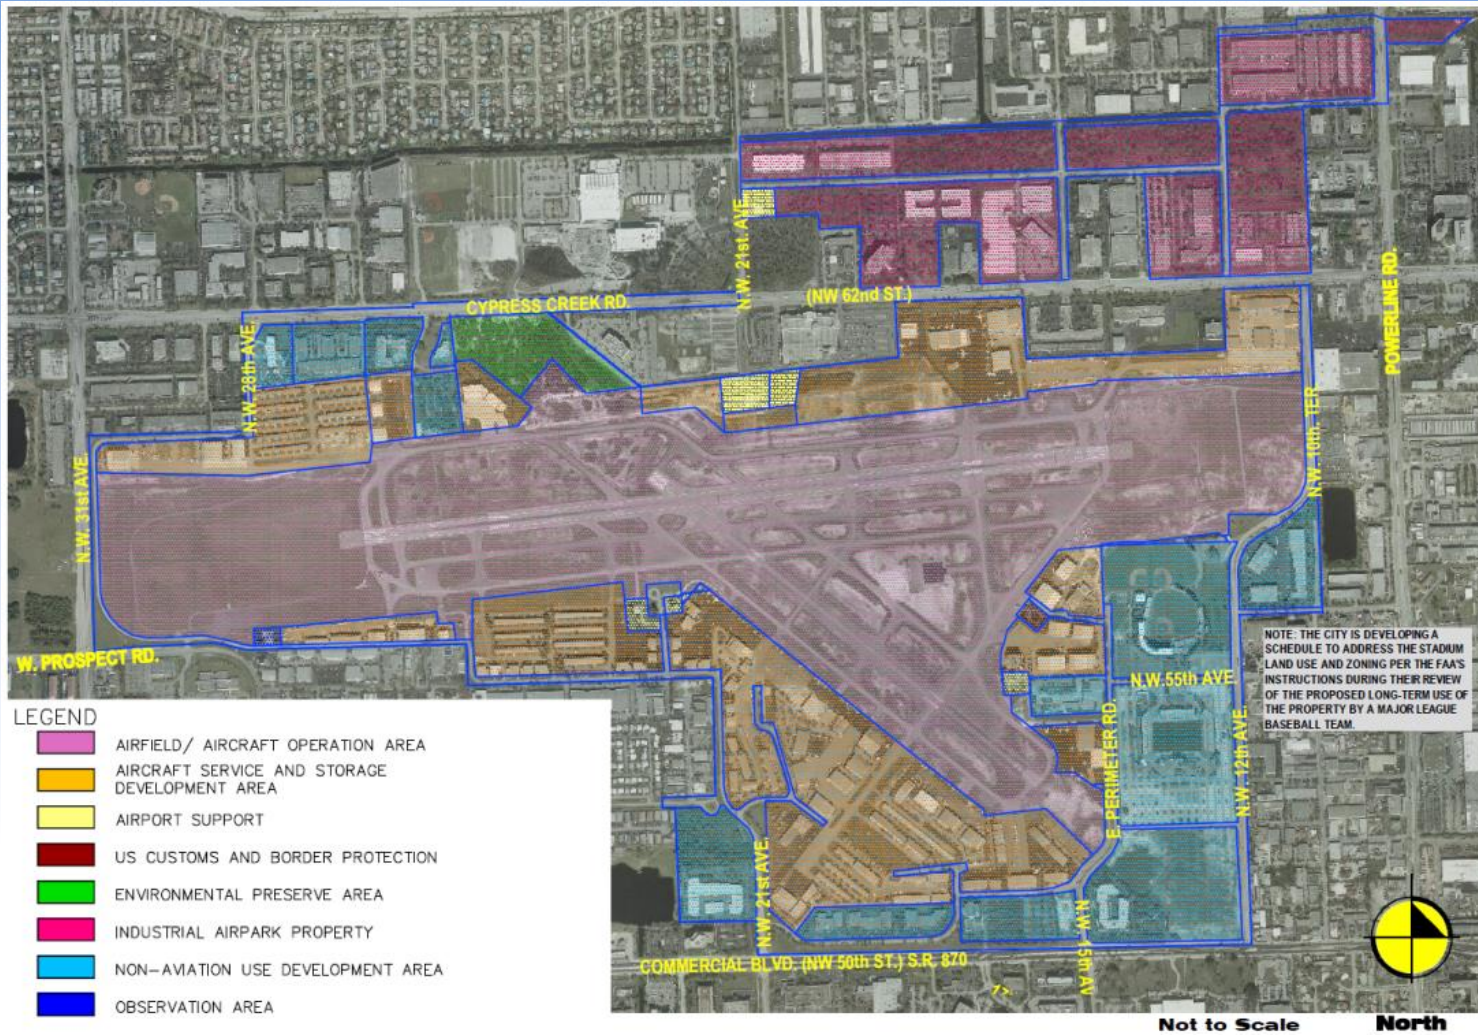 N.W. 21st. AVE.
CYPRESS CREEK RD.
(NW 62nd ST.)
POWERLINE RD.
N.W. 28th AVE.
N.W. 10th. TER
N.W. 31st AVE.
W. PROSPECT RD.
NOTE: THE CITY IS DEVELOPING A
SCHEDULE TO ADDRESS THE STADIUM
LAND USE AND ZONING PER THE FAA'S
INSTRUCTIONS DURING THEIR REVIEW
OF THE PROPOSED LONG-TERM USE OF
THE PROPERTY BY A MAJOR LEAGUE
BASEBALL TEAM.
N.W.55th AVE
E. PERIMETER RD.
N.W. 12th AVE.
N.W. 21st AVE.
N.W. 15th AV
COMMERCIAL BLVD. (NW 50th ST.) S.R. 870
LEGEND
AIRFIELD/ AIRCRAFT OPERATION AREA
AIRCRAFT SERVICE AND STORAGE
DEVELOPMENT AREA
AIRPORT SUPPORT
US CUSTOMS AND BORDER PROTECTION
ENVIRONMENTAL PRESERVE AREA
INDUSTRIAL AIRPARK PROPERTY
NON-AVIATION USE DEVELOPMENT AREA
OBSERVATION AREA
Not to Scale
North